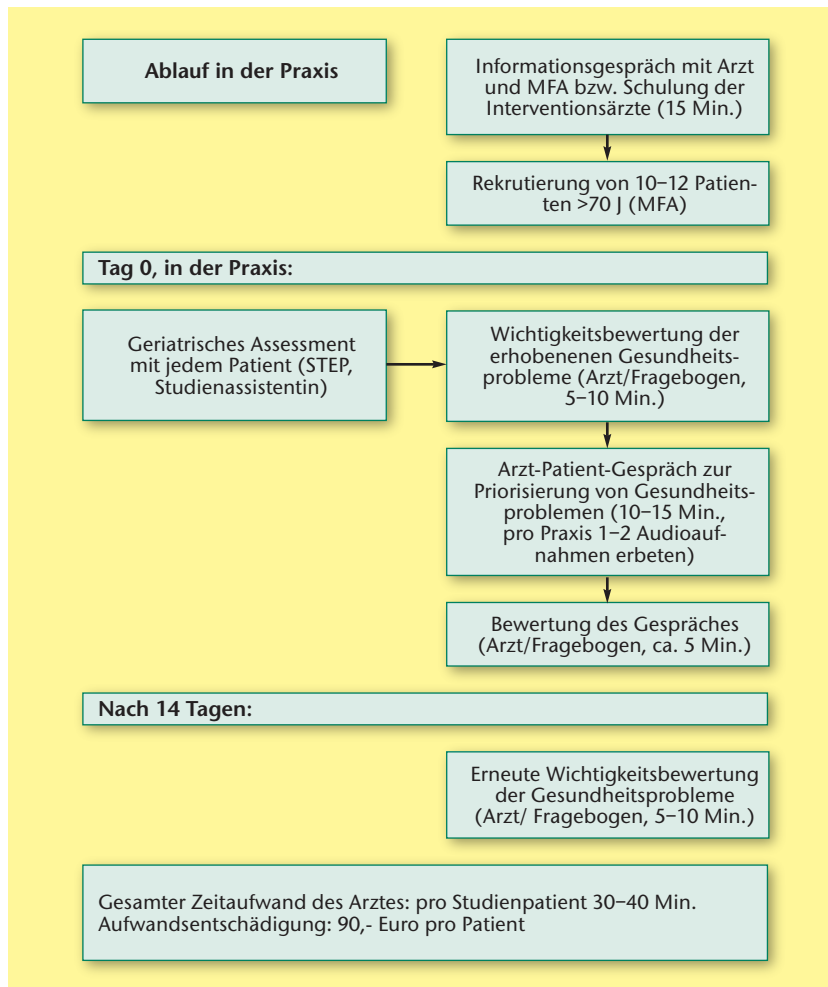 Ablauf in der Praxis
Informationsgespräch mit Arzt
und MFA bzw. Schulung der
Interventionsärzte (15 Min.)
Rekrutierung von 10–12 Patien-
ten >70 J (MFA)
Tag 0, in der Praxis:
Geriatrisches Assessment
mit jedem Patient (STEP,
Studienassistentin)
Wichtigkeitsbewertung der
erhobenenen Gesundheits-
probleme (Arzt/Fragebogen,
5–10 Min.)
Arzt-Patient-Gespräch zur
Priorisierung von Gesundheits-
problemen (10–15 Min.,
pro Praxis 1–2 Audioauf-
nahmen erbeten)
Bewertung des Gespräches
(Arzt/Fragebogen, ca. 5 Min.)
Nach 14 Tagen:
Erneute Wichtigkeitsbewertung
der Gesundheitsprobleme
(Arzt/ Fragebogen, 5–10 Min.)
Gesamter Zeitaufwand des Arztes: pro Studienpatient 30–40 Min.
Aufwandsentschädigung: 90,- Euro pro Patient